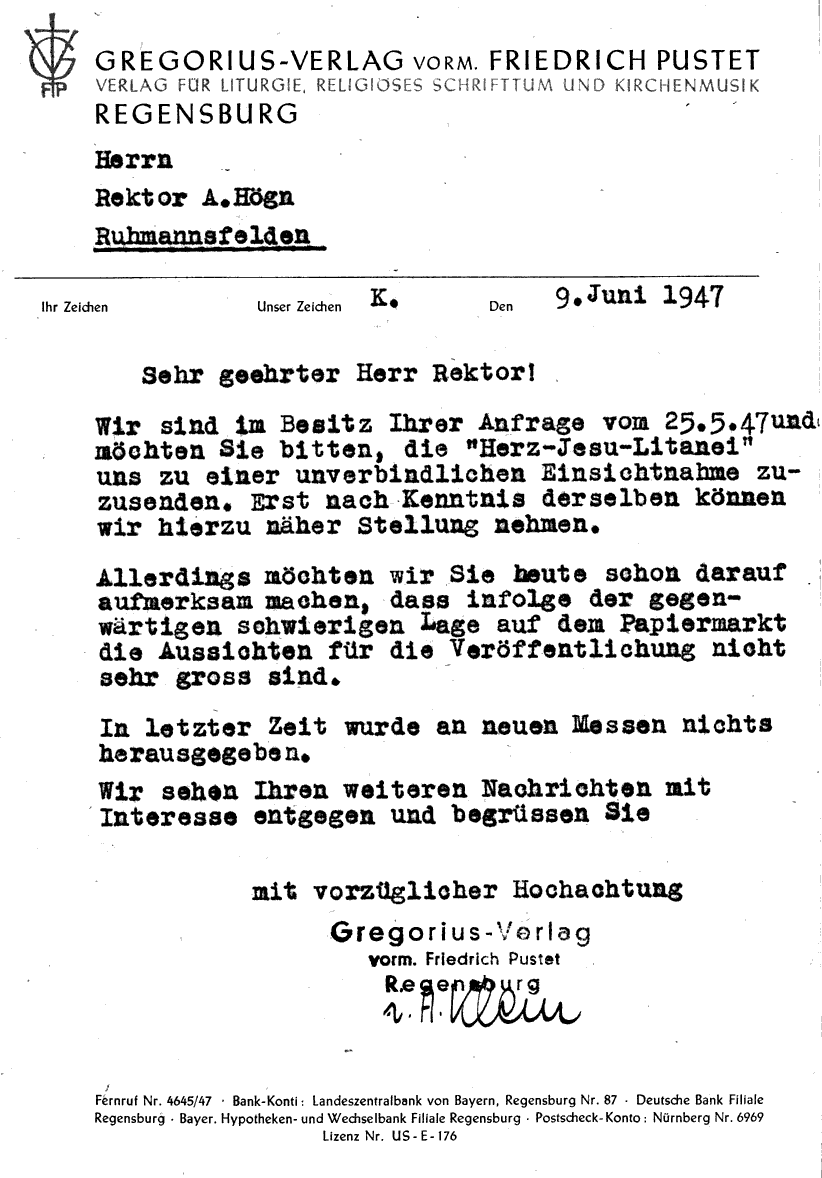 GREGORIUS-VERLAG VORM. FRIEDRICH PUSTET
VERLAG FÜR LITURGIE, RELIGIÖSES SCHRIFTTUM UND KIRCHENMUSIK
REGENSBURG
Herrn
Rektor A.Högn
Ruhmannsfelden
Ihr Zeichen Unser Zeichen K. Den 9.Juni 1947
Sehr geehrter Herr Rektor!
Wir sind im Besitz Ihrer Anfrage vom 25.5.47und
möchten Sie bitten, die "Herz-Jesu-Litanei"
uns zu einer unverbindlichen Einsichtnahme zu-
zusenden. Erst nach Kenntnis derselben können
wir hierzu näher Stellung nehmen.
Allerdings möchten wir Sie heute schon darauf
aufmerksam machen, dass infolge der gegen-
wärtigen schwierigen Lage auf dem Papiermarkt
die Aussichten für die Veröffentlichung nicht
sehr gross sind.
In letzter Zeit wurde an neuen Messen nichts
herausgegeben.
Wir sehen Ihren weiteren Nachrichten mit
Interesse entgegen und begrüssen Sie
mit vorzüglicher Hochachtung
Gregorius-Verlag
vorm. Friedrich Pustet
Regensburg
i.A. Klein
Fernruf Nr. 4645/47 · Bank-Konti: Landeszentralbank von Bayern, Regensburg Nr. 87 · Deutsche Bank Filiale
Regensburg · Bayer. Hypotheken- und Wechselbank Filiale Regensburg · Postscheck-Konto: Nürnberg Nr. 6969
Lizenz Nr. US-E-176